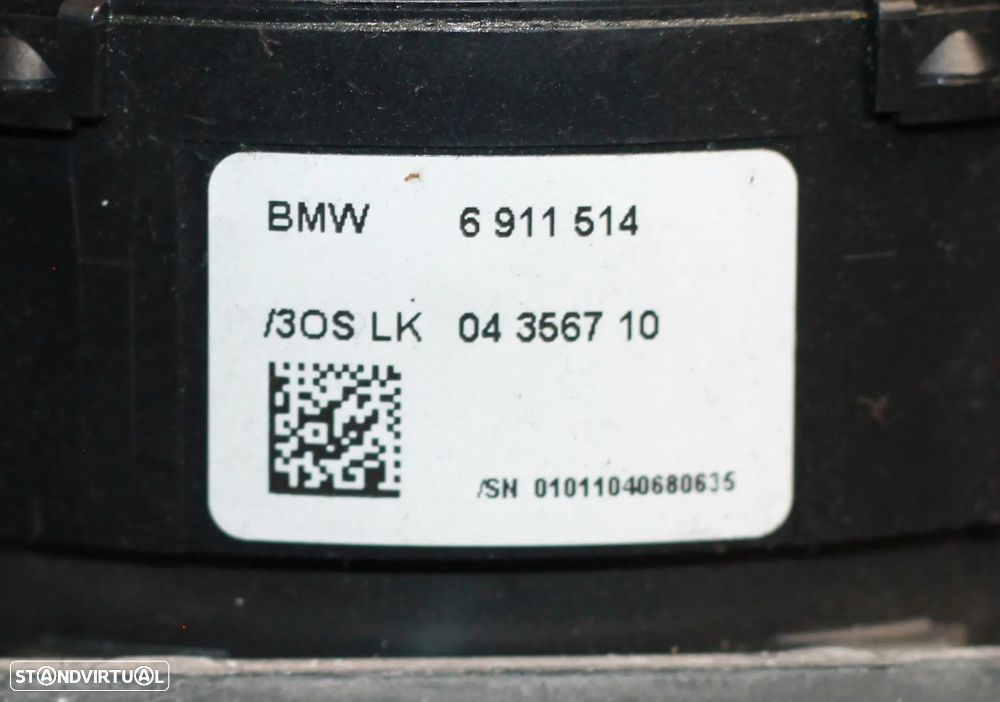 BMW 6 911 514
/3OS LK 04 3567 10
/SN 01011040680635
STANDVIRTUAL